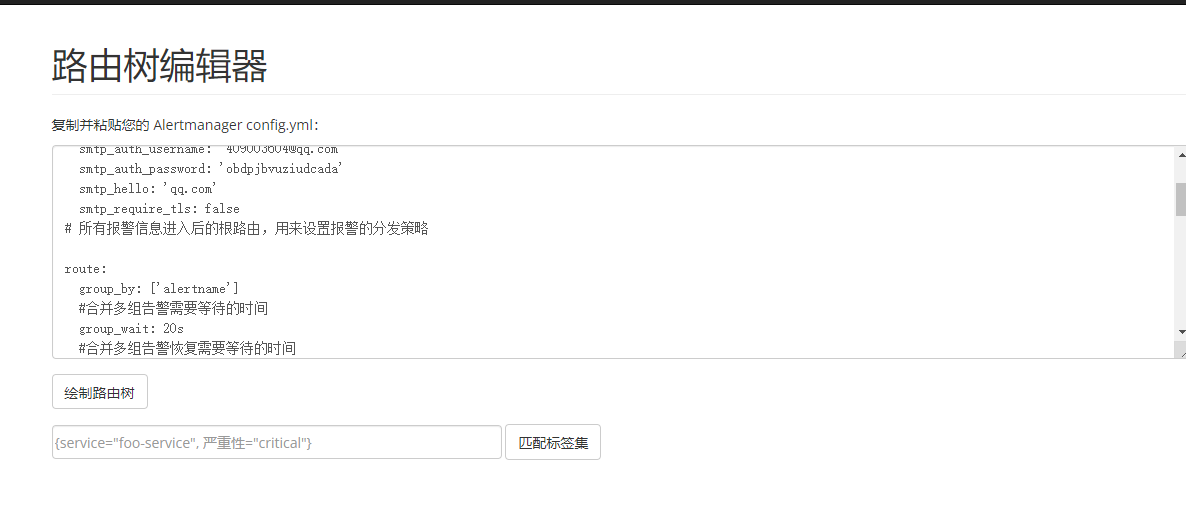 路由树编辑器
复制并粘贴您的 Alertmanager config.yml：
smtp_auth_username: '409003604@qq.com'
smtp_auth_password: 'obdpjbvuziudcada'
smtp_hello: 'qq.com'
smtp_require_tls: false
# 所有报警信息进入后的根路由，用来设置报警的分发策略
route:
group_by: ['alertname']
#合并多组告警需要等待的时间
group_wait: 20s
#合并多组告警恢复需要等待的时间
绘制路由树
{service="foo-service", 严重性="critical"}
匹配标签集